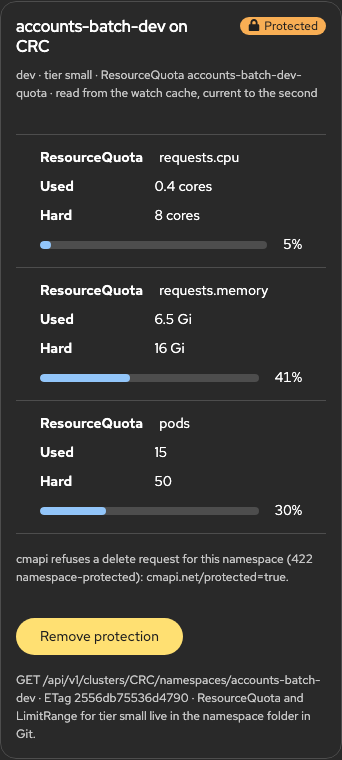 accounts-batch-dev on
CRC
Protected
dev · tier small · ResourceQuota accounts-batch-dev-
quota · read from the watch cache, current to the second
ResourceQuota requests.cpu
Used 0.4 cores
Hard 8 cores
5%
ResourceQuota requests.memory
Used 6.5 Gi
Hard 16 Gi
41%
ResourceQuota pods
Used 15
Hard 50
30%
cmapi refuses a delete request for this namespace (422
namespace-protected): cmapi.net/protected=true.
Remove protection
GET /api/v1/clusters/CRC/namespaces/accounts-batch-
dev · ETag 2556db75536d4790 · ResourceQuota and
LimitRange for tier small live in the namespace folder in
Git.